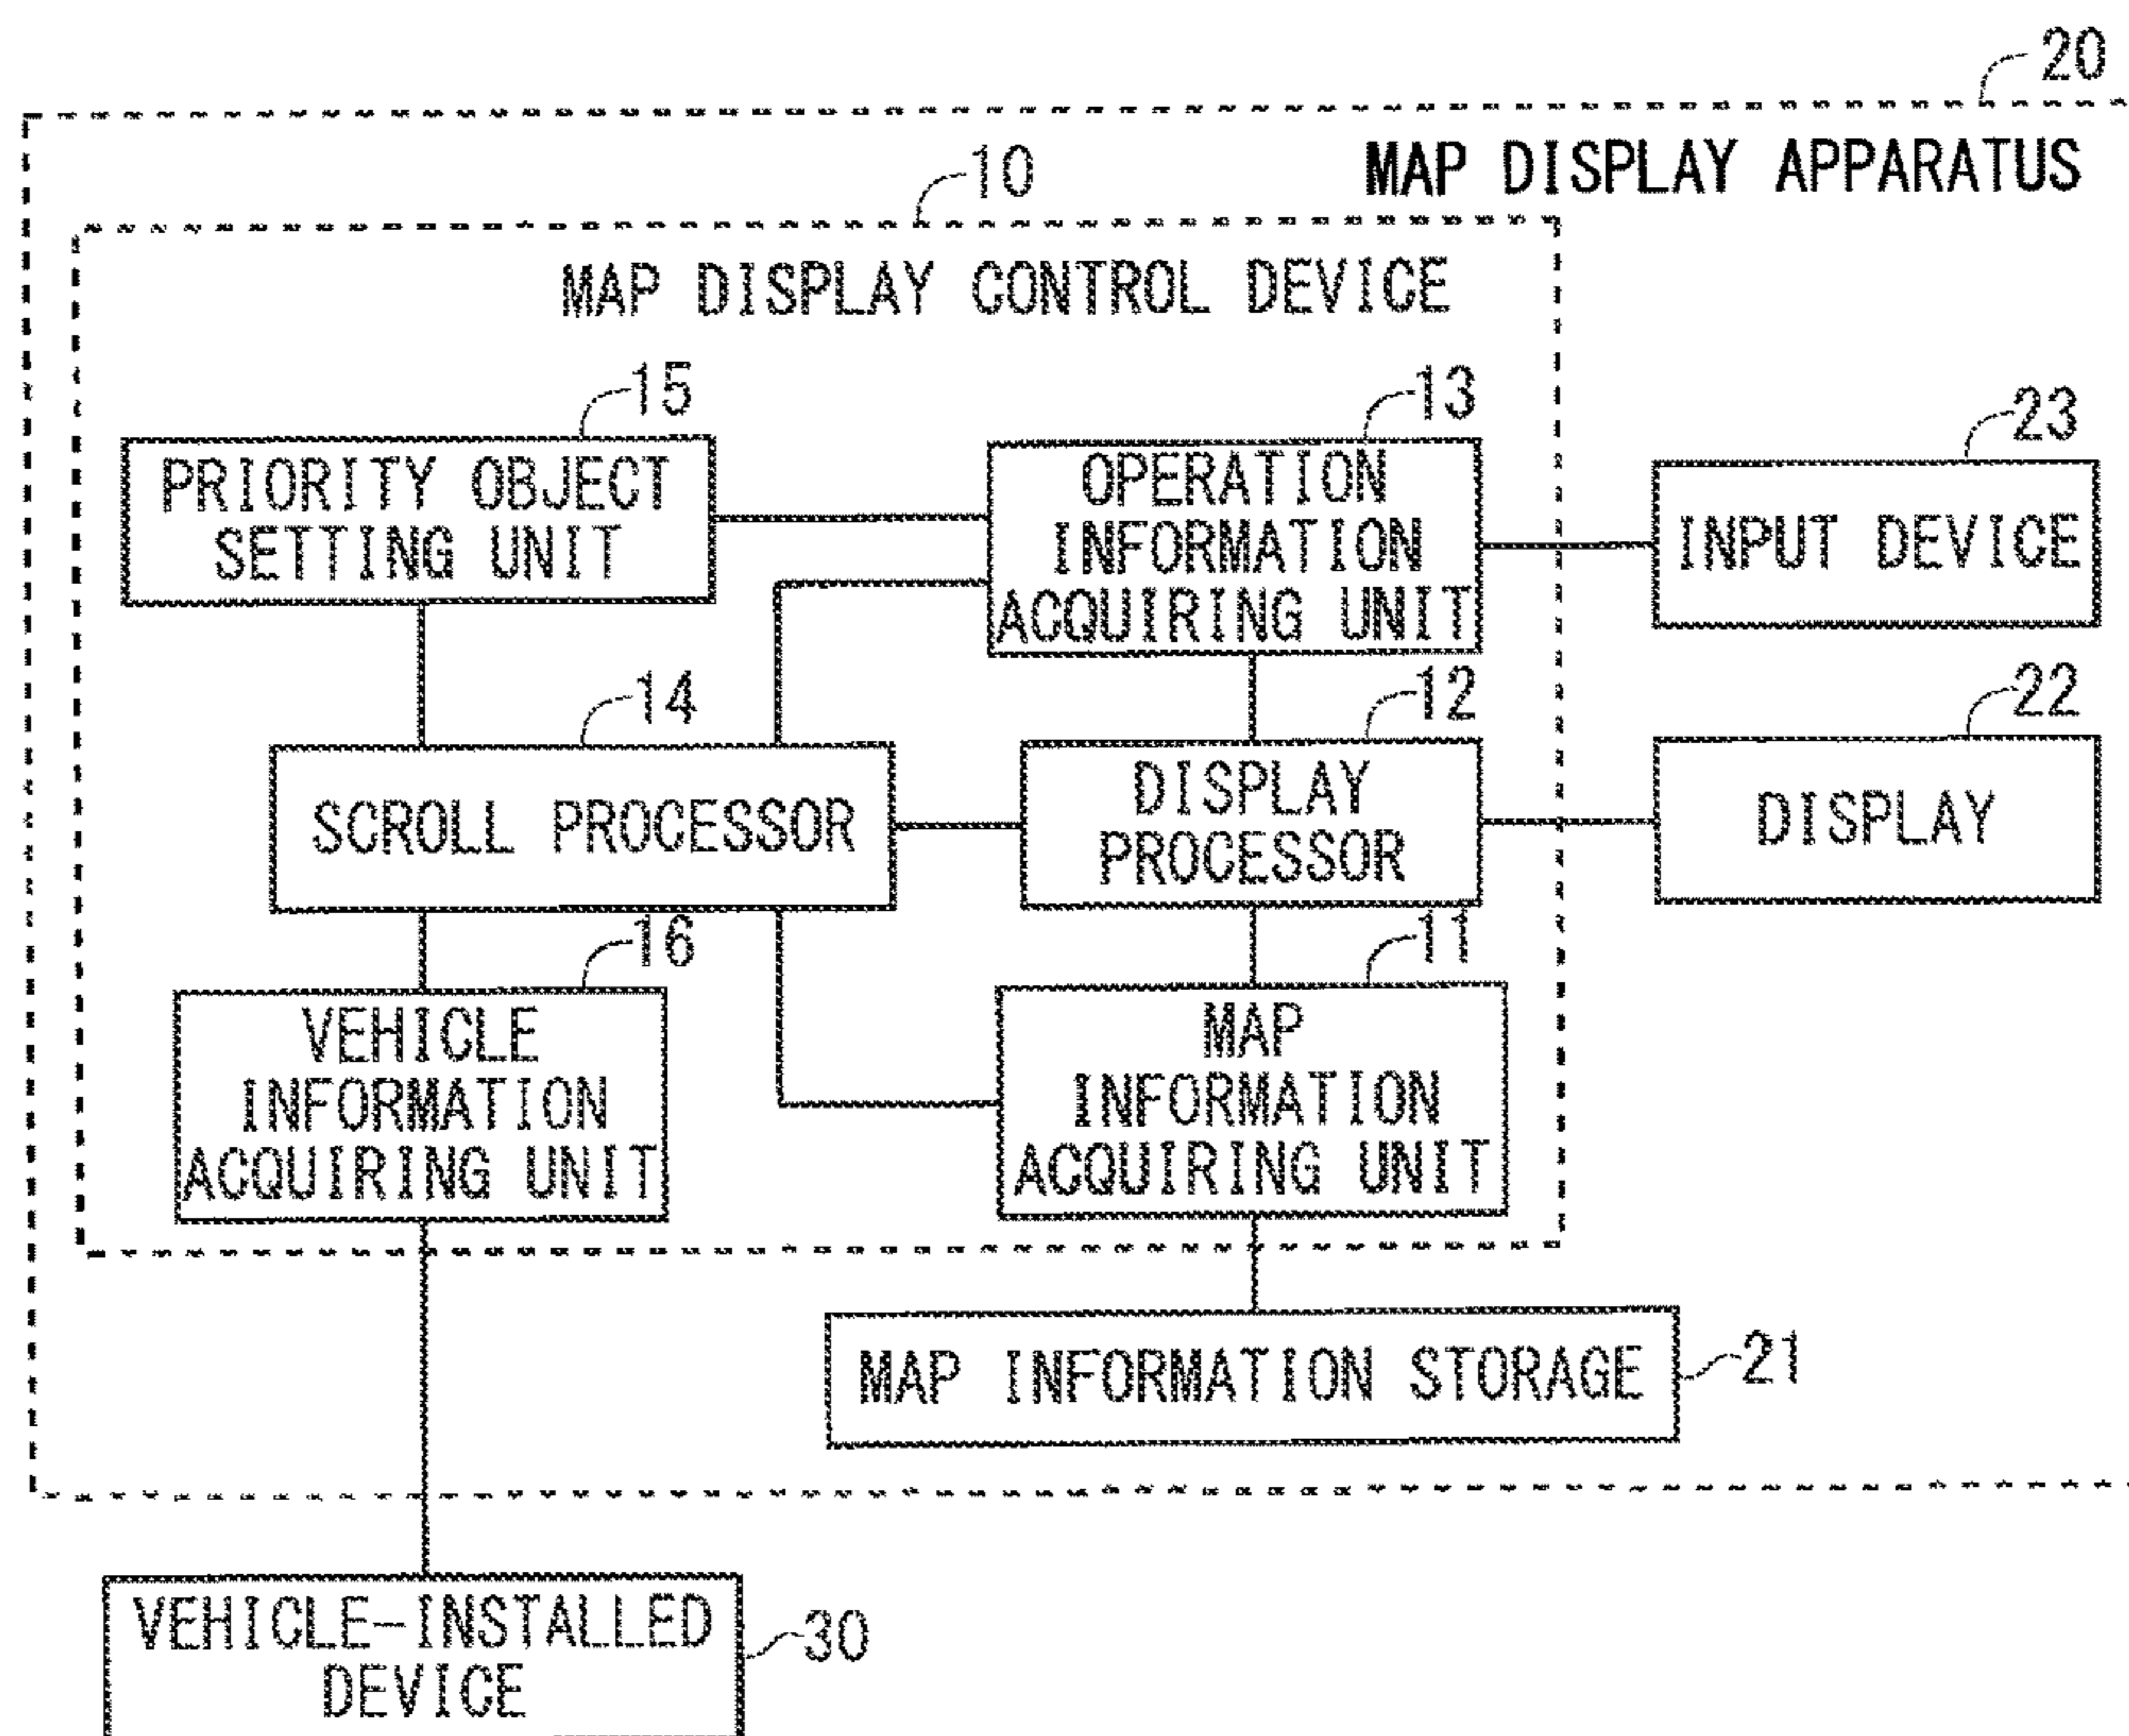 20
MAP DISPLAY APPARATUS
10
MAP DISPLAY CONTROL DEVICE
15
PRIORITY OBJECT
SETTING UNIT
13
OPERATION
INFORMATION
ACQUIRING UNIT
23
INPUT DEVICE
14
SCROLL PROCESSOR
12
DISPLAY
PROCESSOR
22
DISPLAY
16
VEHICLE
INFORMATION
ACQUIRING UNIT
11
MAP
INFORMATION
ACQUIRING UNIT
MAP INFORMATION STORAGE
21
VEHICLE-INSTALLED
DEVICE
30